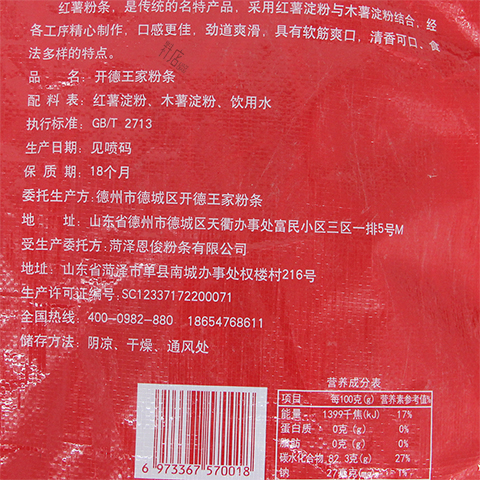 红薯粉条，是传统的名特产品，采用红薯淀粉与木薯淀粉结合，经
各工序精心制作，口感更佳，劲道爽滑，具有软筋爽口，清香可口，食
法多样的特点。
品 名：开德王家粉条
配 料 表：红薯淀粉、木薯淀粉、饮用水
执行标准：GB/T 2713
生产日期：见喷码
保 质 期：18个月
委托生产方：德州市德城区开德王家粉条
地 址：山东省德州市德城区天衢办事处富民小区三区一排5号M
受生产委托方：菏泽恩俊粉条有限公司
地址：山东省菏泽市单县南城办事处权楼村216号
生产许可证编号：SC12337172200071
全国热线：400-0982-880 18654768611
储存方法：阴凉、干燥、通风处
营养成分表
项目 每100克(g) 营养素参考值%
能量 1399千焦(kJ) 17%
蛋白质 0克(g) 0%
脂肪 0克(g) 0%
碳水化合物 82.3克(g) 27%
钠 27毫克(g) 1%
6 973367 570018